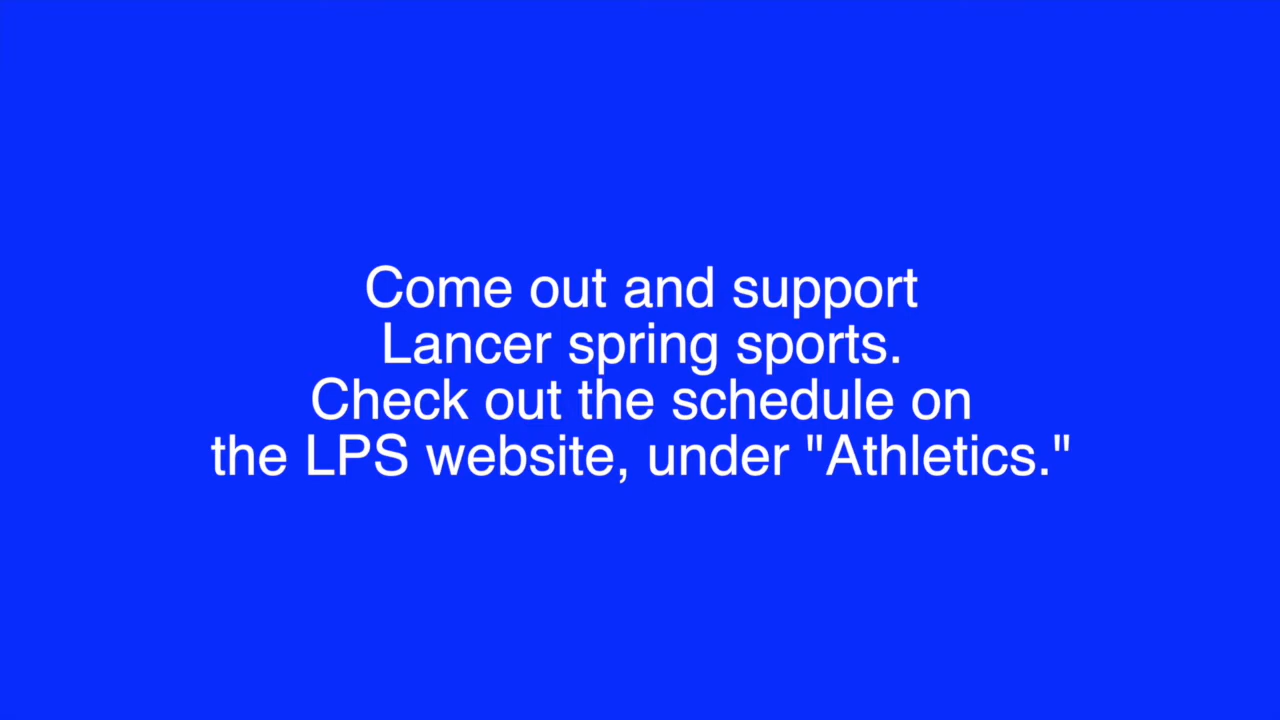 Come out and support
Lancer spring sports.
Check out the schedule on
the LPS website, under "Athletics."